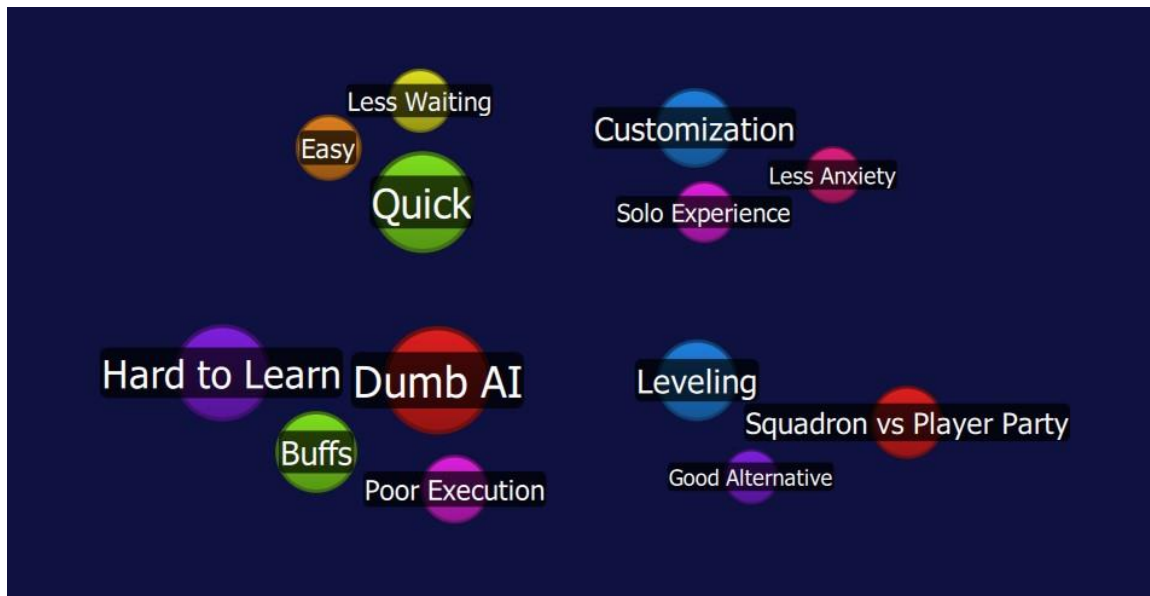 Less Waiting
Easy
Quick
Customization
Less Anxiety
Solo Experience
Hard to Learn
Dumb AI
Buffs
Poor Execution
Leveling
Squadron vs Player Party
Good Alternative